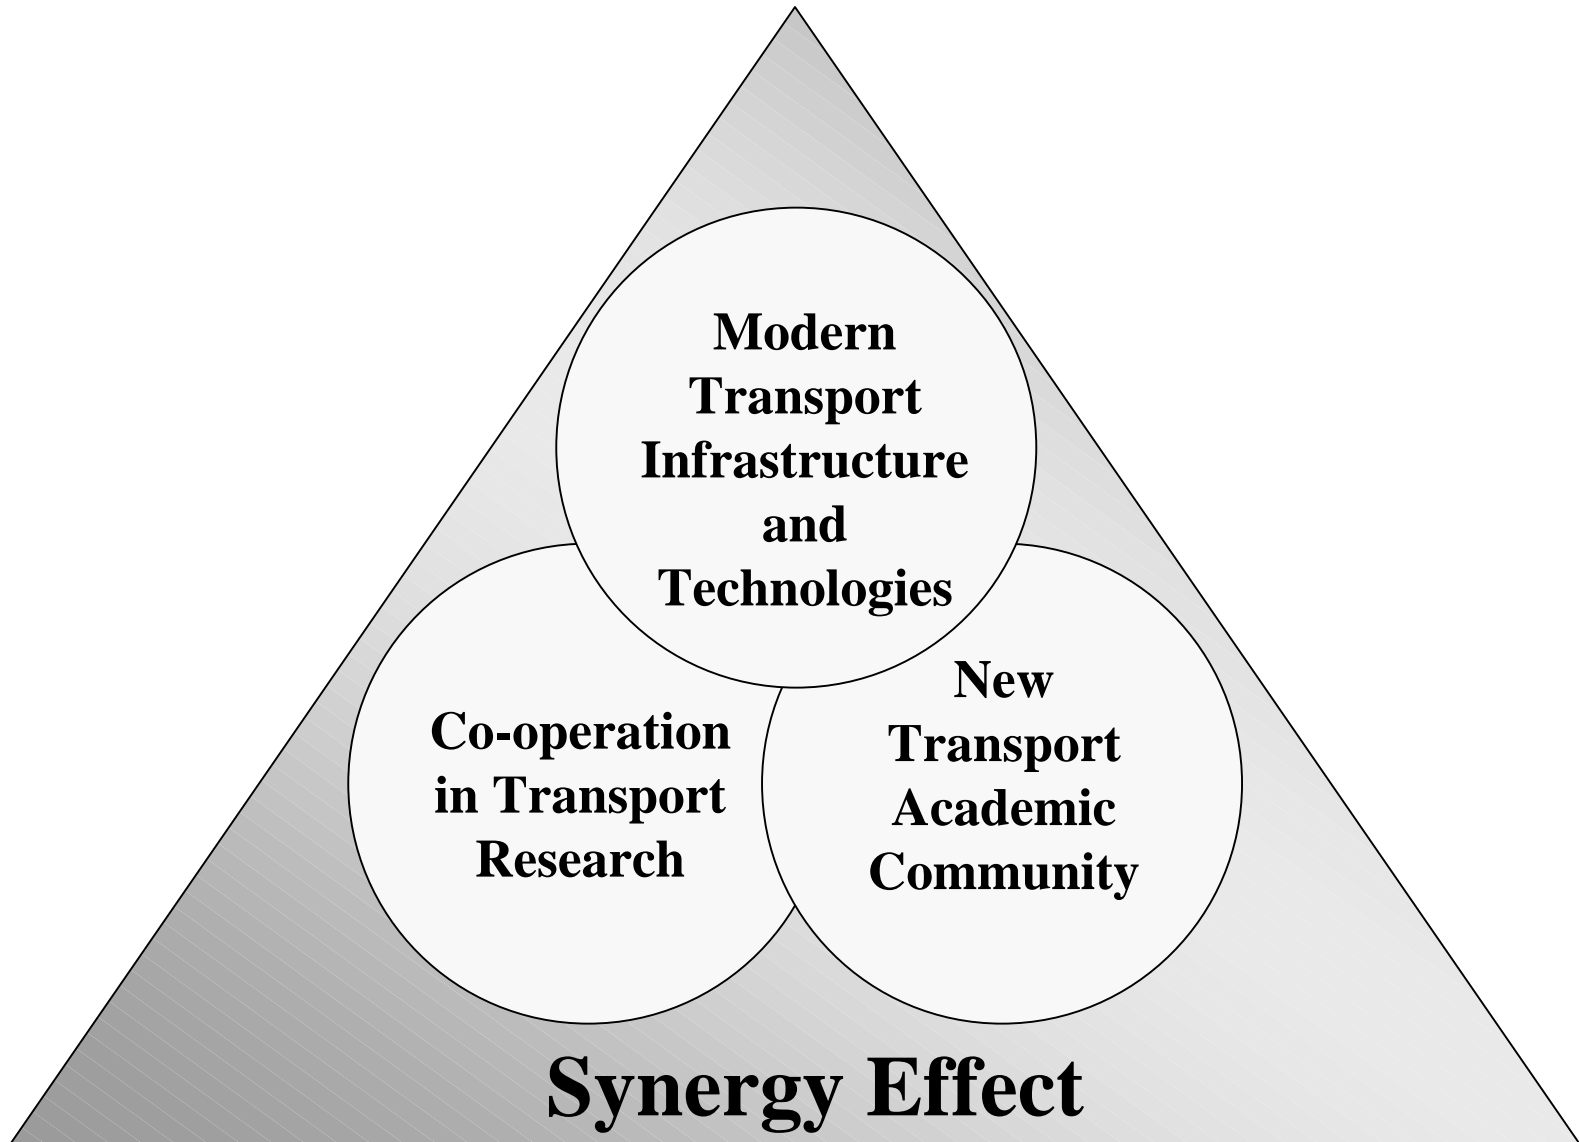 Modern
Transport
Infrastructure
and
Technologies
Co-operation
in Transport
Research
New
Transport
Academic
Community
Synergy Effect